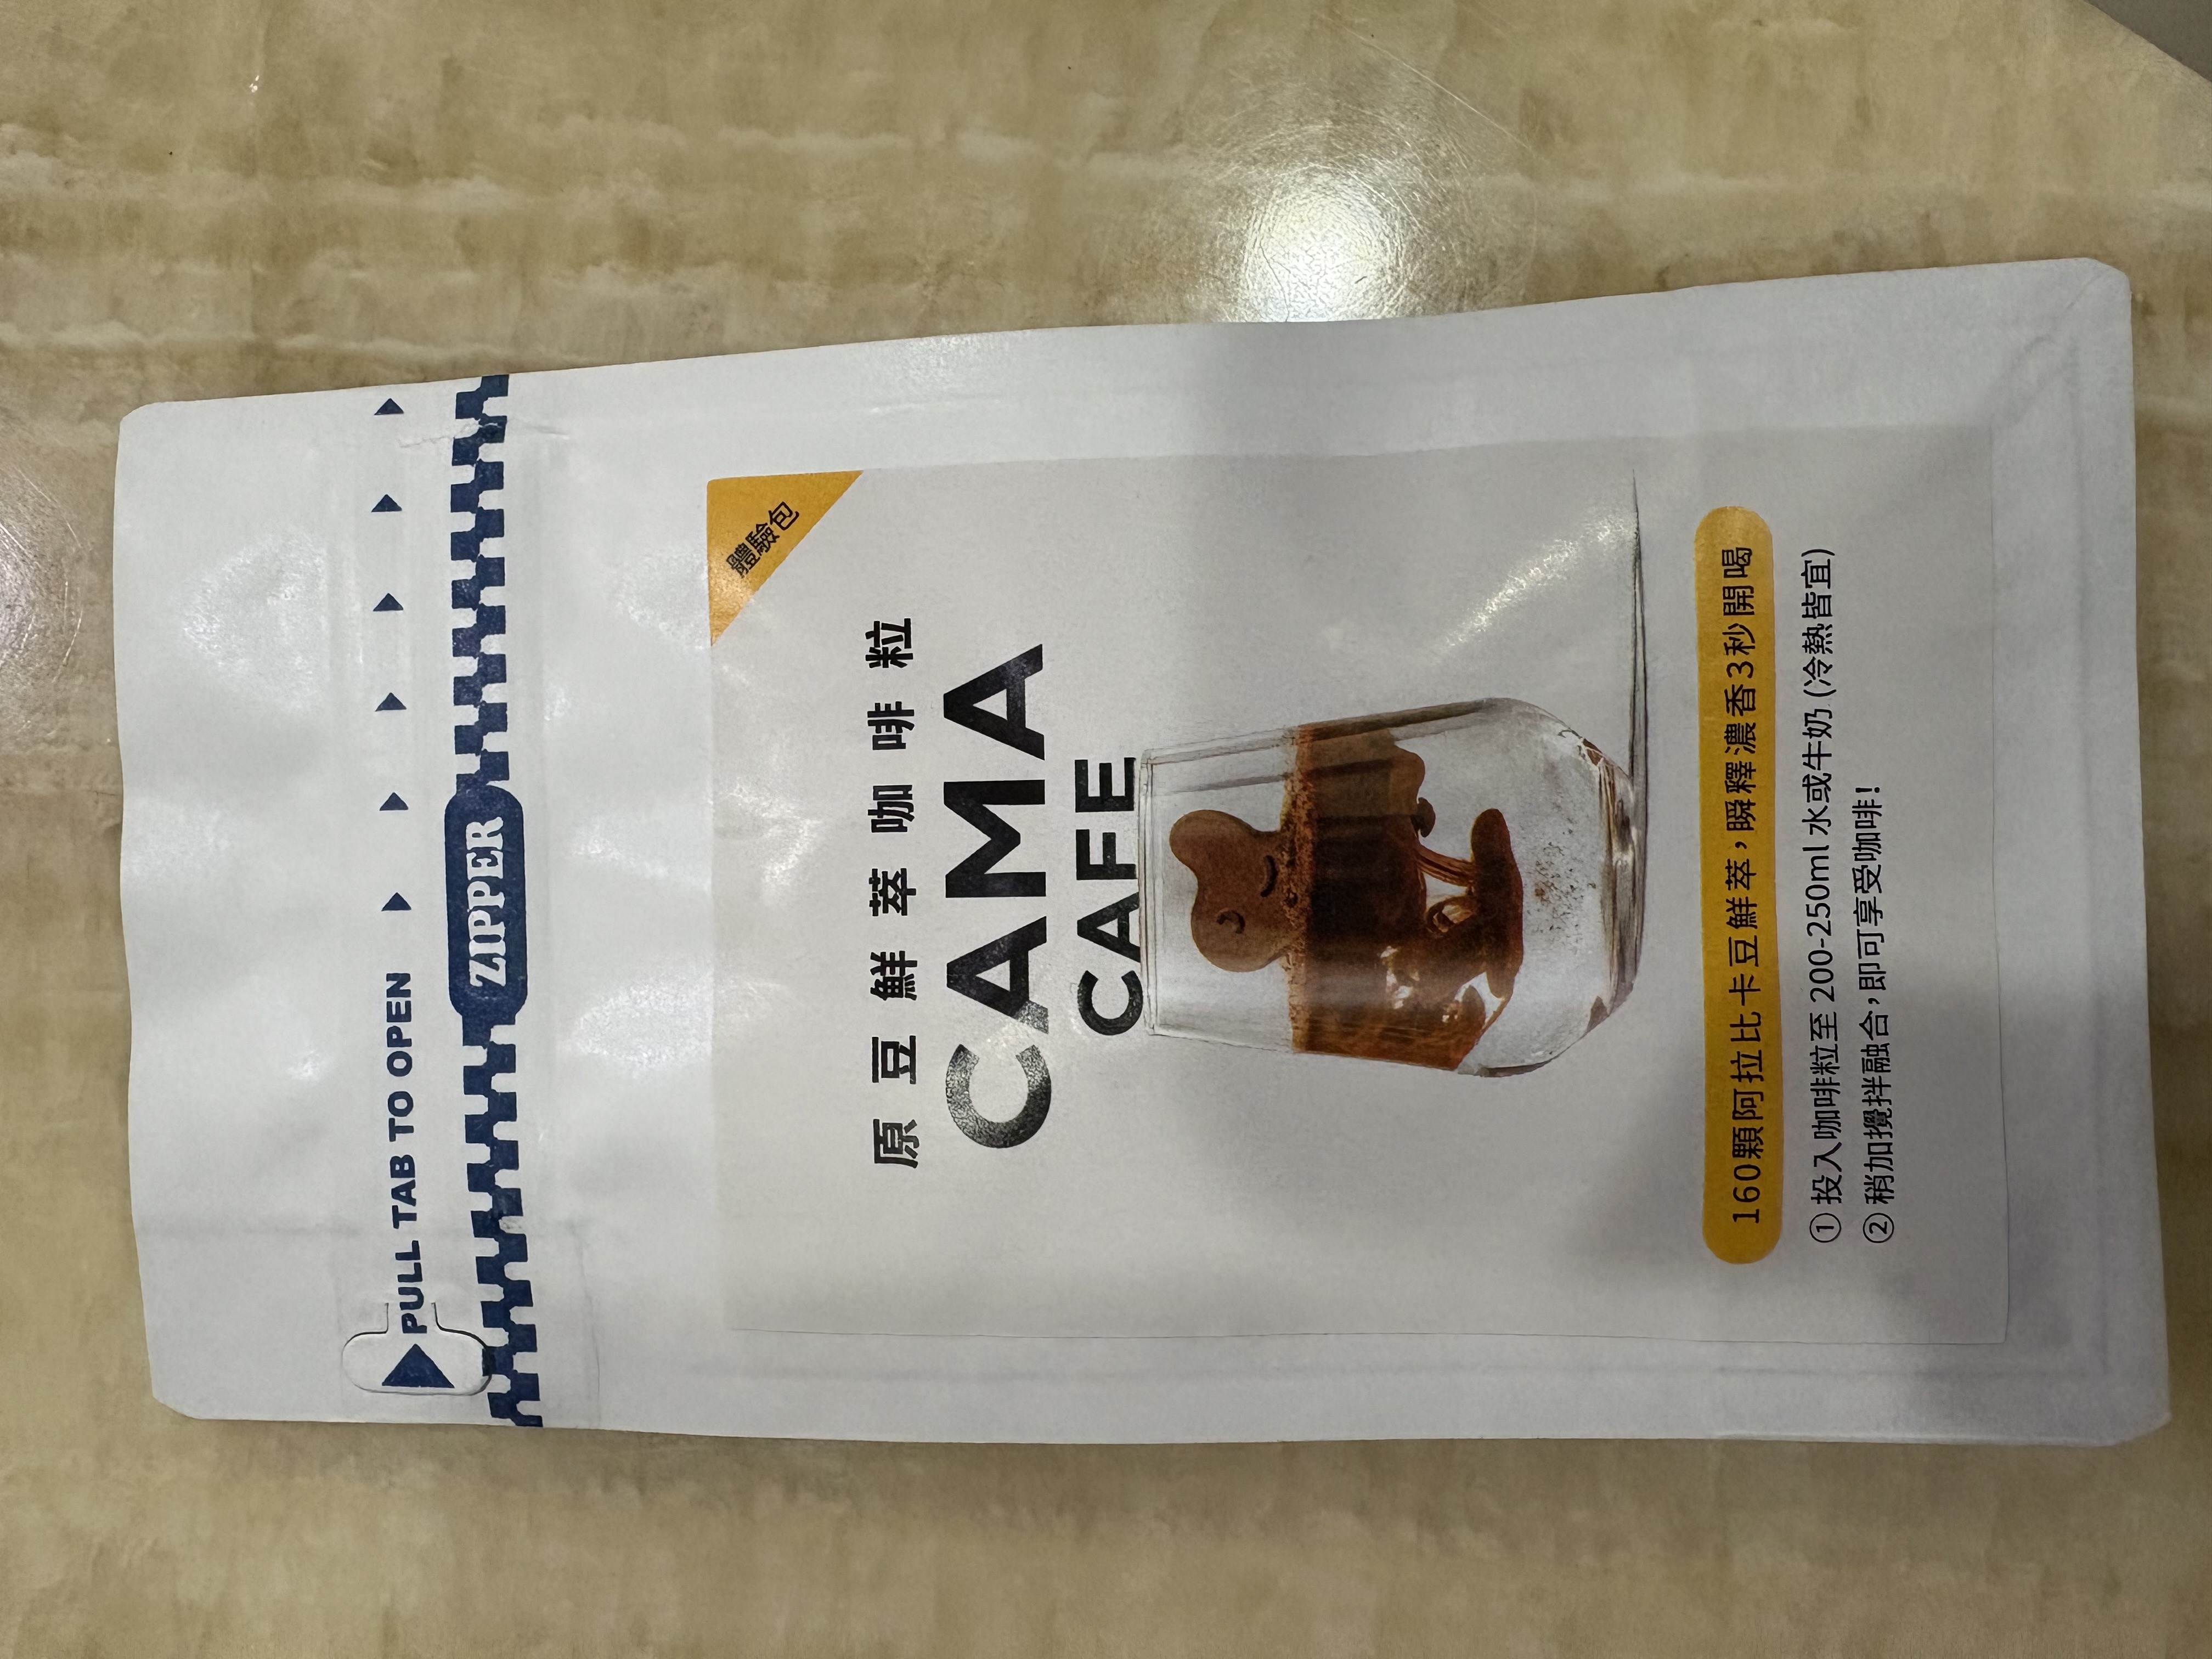 PULL TAB TO OPEN
ZIPPER
體驗包
原豆鮮萃咖啡粒
CAMA
CAFE
160顆阿拉比卡豆鮮萃,瞬釋濃香3秒開喝
① 投入咖啡粒至 200-250ml 水或牛奶 (冷熱皆宜)
② 稍加攪拌融合,即可享受咖啡!